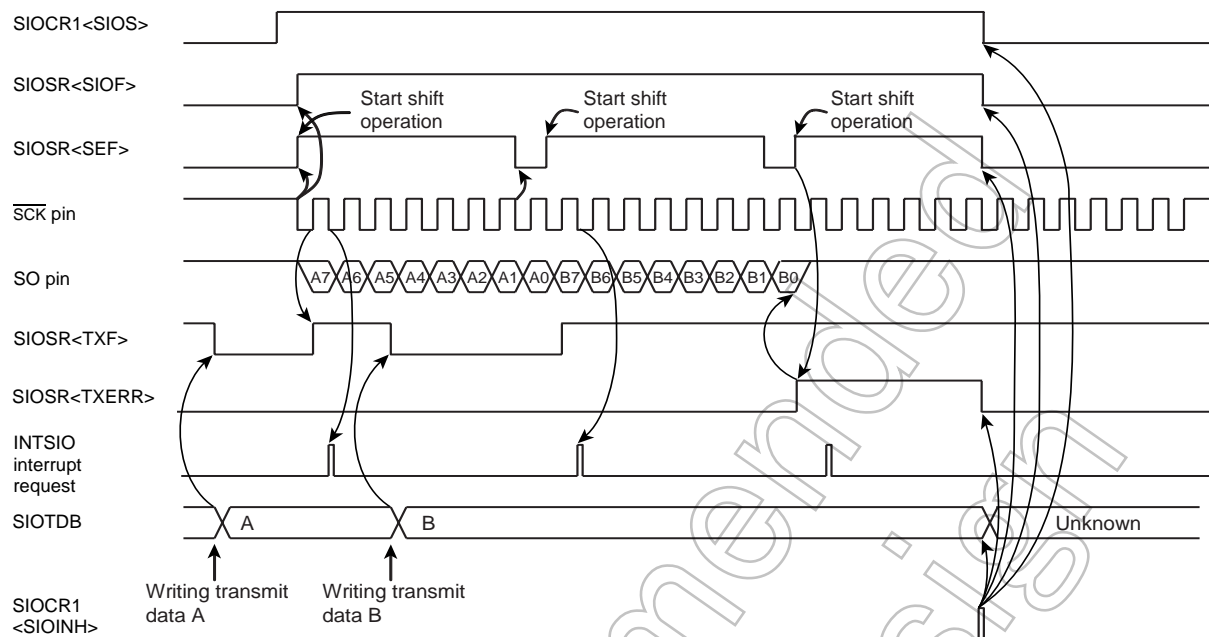 SIOCR1<SIOS>
SIOSR<SIOF>
Start shift operation
Start shift operation
Start shift operation
SIOSR<SEF>
SCK pin
SO pin
A7 A6 A5 A4 A3 A2 A1 A0 B7 B6 B5 B4 B3 B2 B1 B0
SIOSR<TXF>
SIOSR<TXERR>
INTSIO
interrupt
request
SIOTDB
A
B
Unknown
Writing transmit
data A
Writing transmit
data B
SIOCR1
<SIOINH>
mended
sign